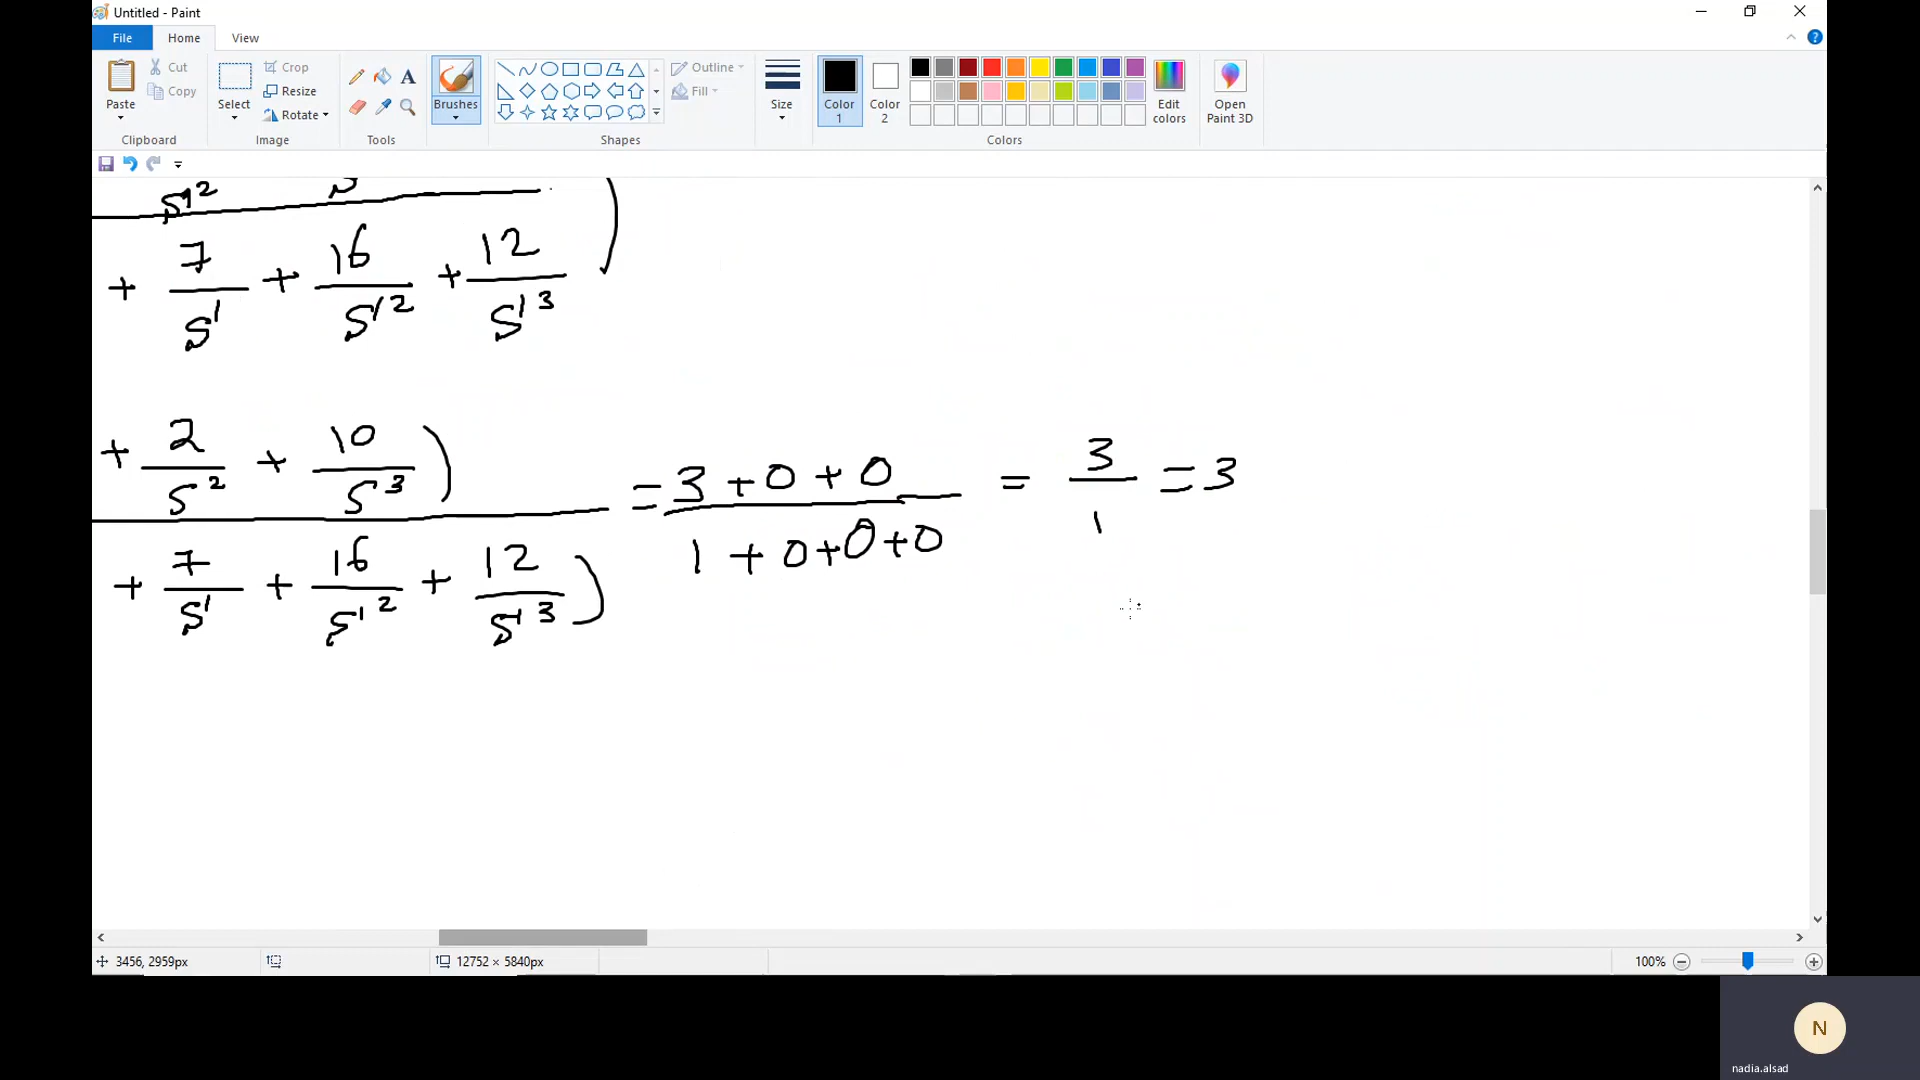 Untitled - Paint
File Home View
Paste
Cut
Copy
Clipboard
Select
Crop
Resize
Rotate
Image
A
Tools
Brushes
Outline
Fill
Shapes
Size
Color 1
Color 2
Edit colors
Open Paint 3D
Colors
S'^2
+ 7/S' + 16/S'^2 + 12/S'^3 )
+ 2/S^2 + 10/S^3 )
+ 7/S' + 16/S'^2 + 12/S'^3 )
= 3+0+0 / 1+0+0+0 = 3/1 = 3
3456, 2959px
12752 × 5840px
100%
N
nadia.alsad